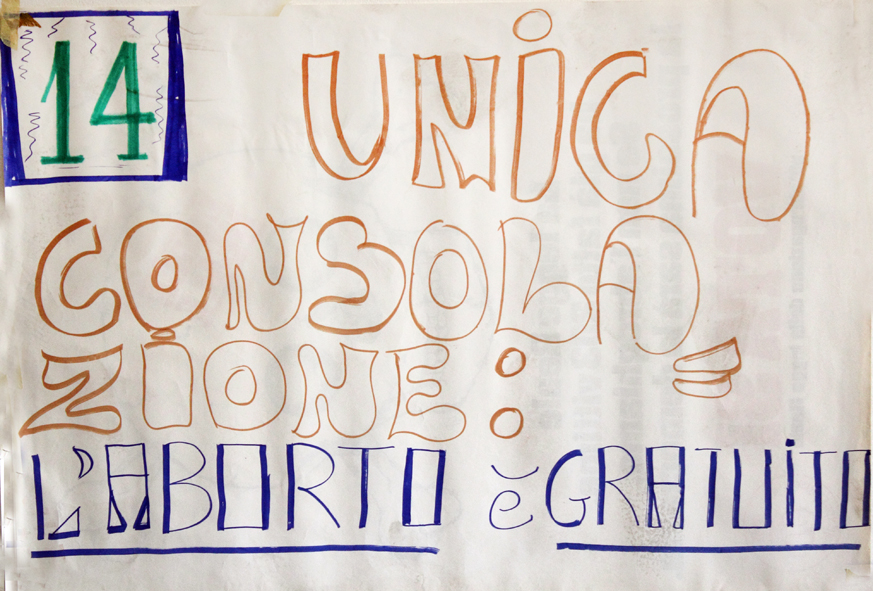 14
UNiCA
CONSOLA=
ZiONE:
L'ABORTO è GRATUiTO